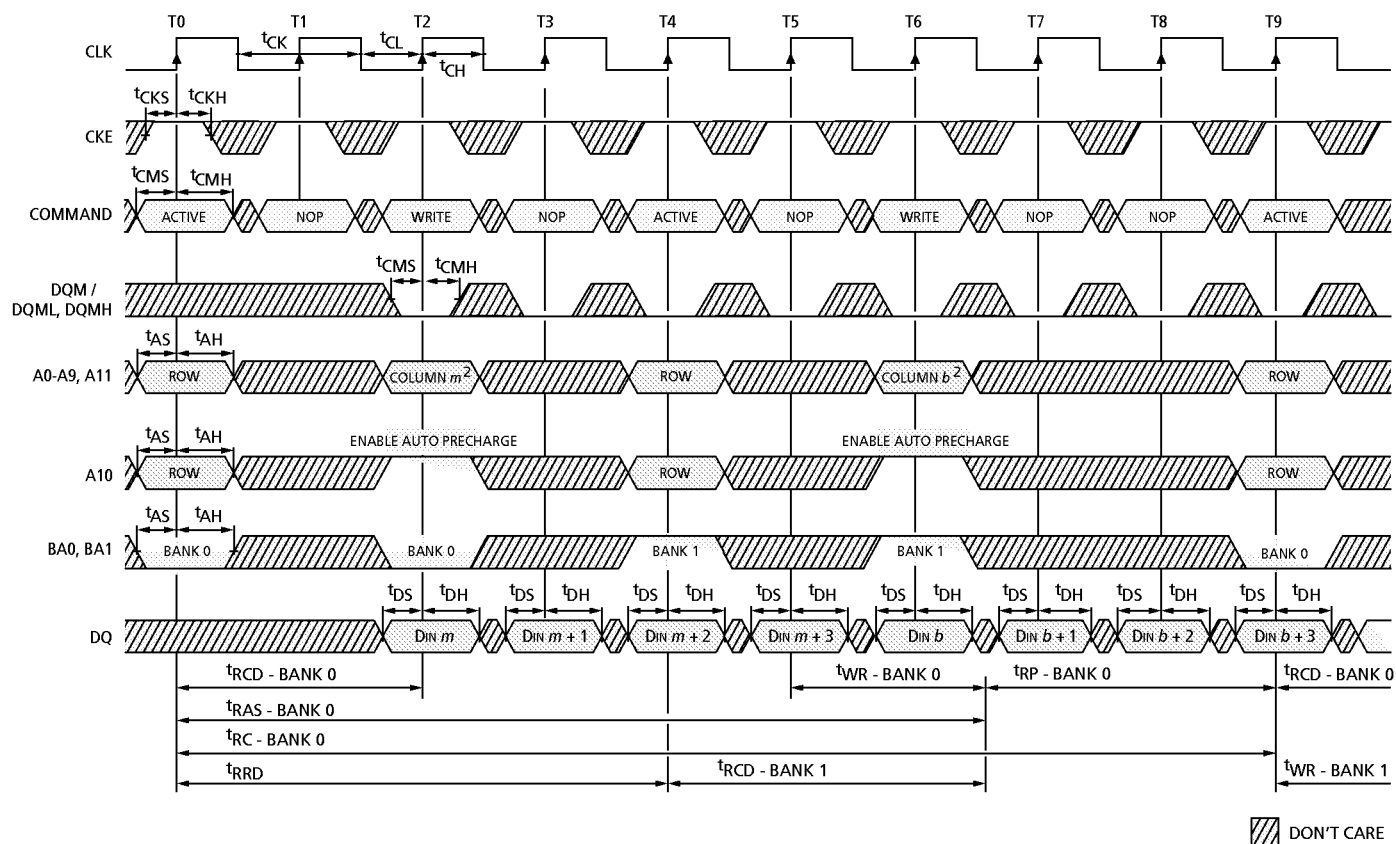 T0 T1 T2 T3 T4 T5 T6 T7 T8 T9
CLK tCK tCL tCH
tCKS tCKH
CKE
tCMS tCMH
COMMAND ACTIVE NOP WRITE NOP ACTIVE NOP WRITE NOP NOP ACTIVE
tCMS tCMH
DQM /
DQML, DQMH
tAS tAH
A0-A9, A11 ROW COLUMN m2 ROW COLUMN b2 ROW
ENABLE AUTO PRECHARGE ENABLE AUTO PRECHARGE
tAS tAH
A10 ROW ROW ROW
tAS tAH
BA0, BA1 BANK 0 BANK 0 BANK 1 BANK 1 BANK 0
tDS tDH tDS tDH tDS tDH tDS tDH tDS tDH tDS tDH tDS tDH tDS tDH
DQ DIN m DIN m + 1 DIN m + 2 DIN m + 3 DIN b DIN b + 1 DIN b + 2 DIN b + 3
tRCD - BANK 0 tWR - BANK 0 tRP - BANK 0 tRCD - BANK 0
tRAS - BANK 0
tRC - BANK 0
tRRD tRCD - BANK 1 tWR - BANK 1
DON'T CARE